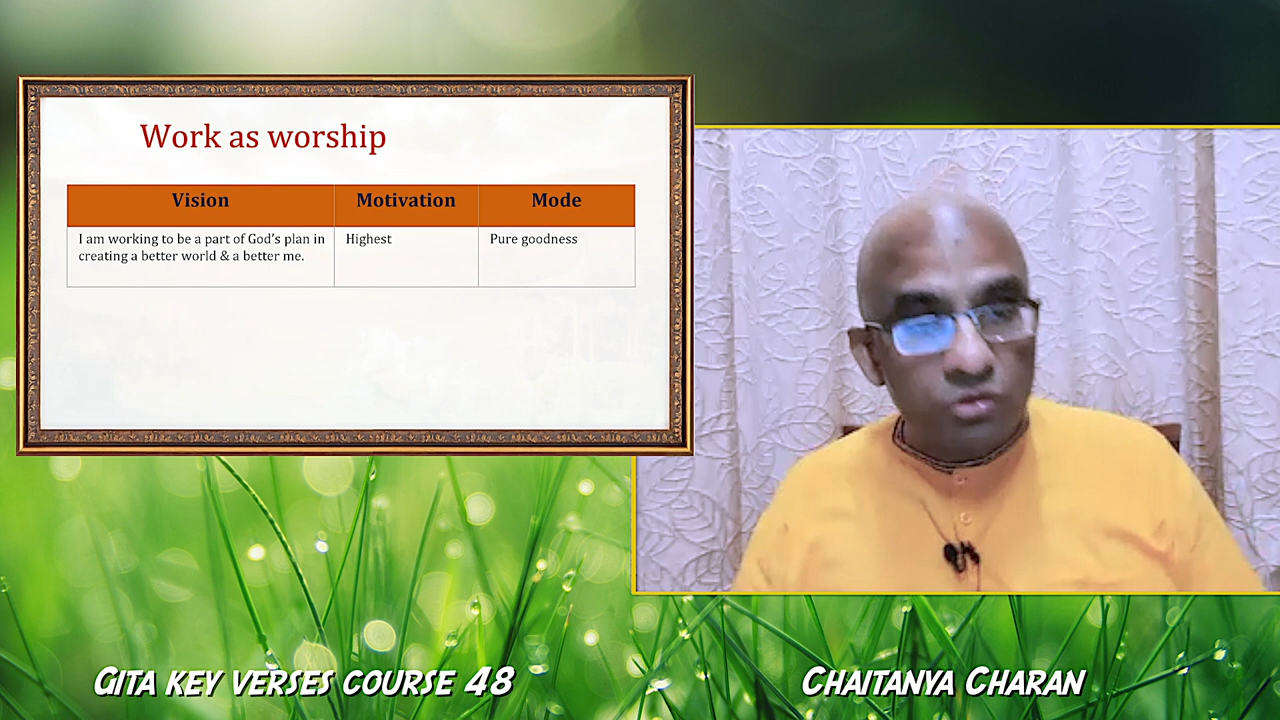 Work as worship
Vision Motivation Mode
I am working to be a part of God's plan in Highest Pure goodness
creating a better world & a better me.
GITA KEY VERSES COURSE 48
CHAITANYA CHARAN